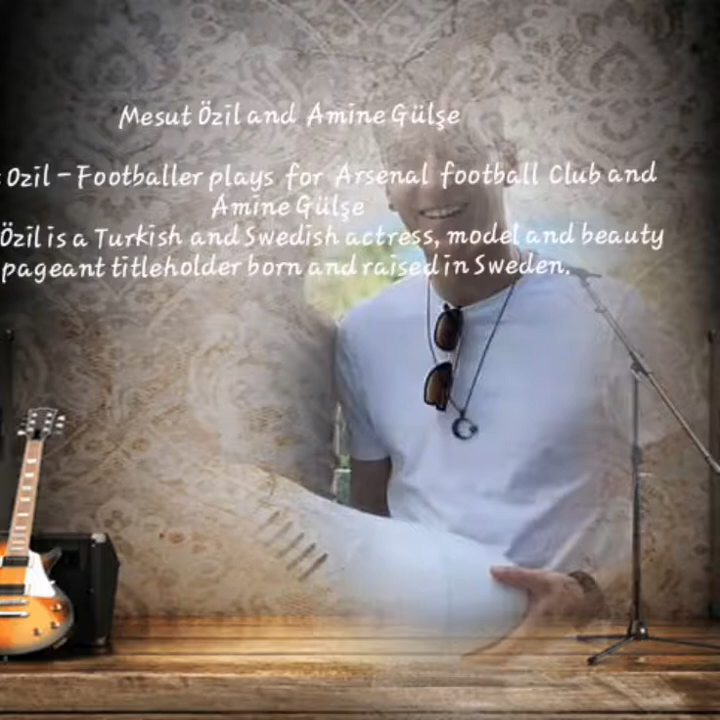 Mesut Özil and Amine Gülşe
Ozil – Footballer plays for Arsenal football Club and
Amine Gülşe
Özil is a Turkish and Swedish actress, model and beauty
pageant titleholder born and raised in Sweden.